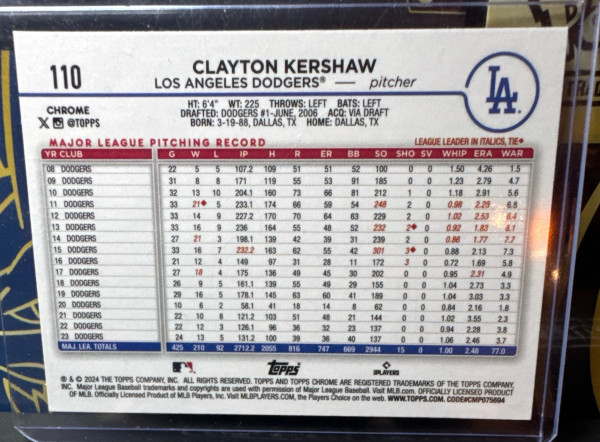 110
CLAYTON KERSHAW
LOS ANGELES DODGERS® — pitcher
LA
CHROME
X @TOPPS
HT: 6'4" WT: 225 THROWS: LEFT BATS: LEFT
DRAFTED: DODGERS #1-JUNE, 2006 ACQ: VIA DRAFT
BORN: 3-19-88, DALLAS, TX HOME: DALLAS, TX
MAJOR LEAGUE PITCHING RECORD LEAGUE LEADER IN ITALICS, TIE♦
YR CLUB G W L IP H R ER BB SO SHO SV WHIP ERA WAR
08 DODGERS 22 5 5 107.2 109 51 51 52 100 0 0 1.50 4.26 1.5
09 DODGERS 31 8 8 171 119 55 53 91 185 0 0 1.23 2.79 4.7
10 DODGERS 32 13 10 204.1 160 73 66 81 212 1 0 1.18 2.91 5.6
11 DODGERS 33 21♦ 5 233.1 174 66 59 54 248 2 0 0.98 2.28 6.8
12 DODGERS 33 14 9 227.2 170 70 64 63 229 2 0 1.02 2.53 6.4
13 DODGERS 33 16 9 236 164 55 48 52 232 2♦ 0 0.92 1.83 8.1
14 DODGERS 27 21 3 198.1 139 42 39 31 239 2 0 0.86 1.77 7.7
15 DODGERS 33 16 7 232.2 163 62 55 42 301 3♦ 0 0.88 2.13 7.3
16 DODGERS 21 12 4 149 97 31 28 11 172 3 0 0.72 1.69 5.8
17 DODGERS 27 18 4 175 136 49 45 30 202 0 0 0.95 2.31 4.9
18 DODGERS 26 9 5 161.1 139 55 49 29 155 0 0 1.04 2.73 3.3
19 DODGERS 29 16 5 178.1 145 63 60 41 189 0 0 1.04 3.03 3.3
20 DODGERS 10 6 2 58.1 41 18 14 8 62 0 0 0.84 2.16 1.8
21 DODGERS 22 10 8 121.2 103 51 48 21 144 0 0 1.02 3.55 2.3
22 DODGERS 22 12 3 126.1 96 36 32 23 137 0 0 0.94 2.28 3.8
23 DODGERS 24 13 5 131.2 100 39 36 40 137 0 0 1.06 2.46 3.7
MAJ. LEA. TOTALS 425 210 92 2712.2 2055 816 747 669 2944 15 0 1.00 2.48 77.0
Topps PLAYERS
® & © 2024 THE TOPPS COMPANY, INC. ALL RIGHTS RESERVED. TOPPS AND TOPPS CHROME ARE REGISTERED TRADEMARKS OF THE TOPPS COMPANY,
INC. Major League Baseball trademarks and copyrights are used with permission of Major League Baseball. Visit MLB.com. OFFICIALLY LICENSED PRODUCT
OF MLB. Officially Licensed Product of MLB Players, Inc. Visit MLBPLAYERS.com, the Players Choice on the web. WWW.TOPPS.COM. CODE#CMP075694